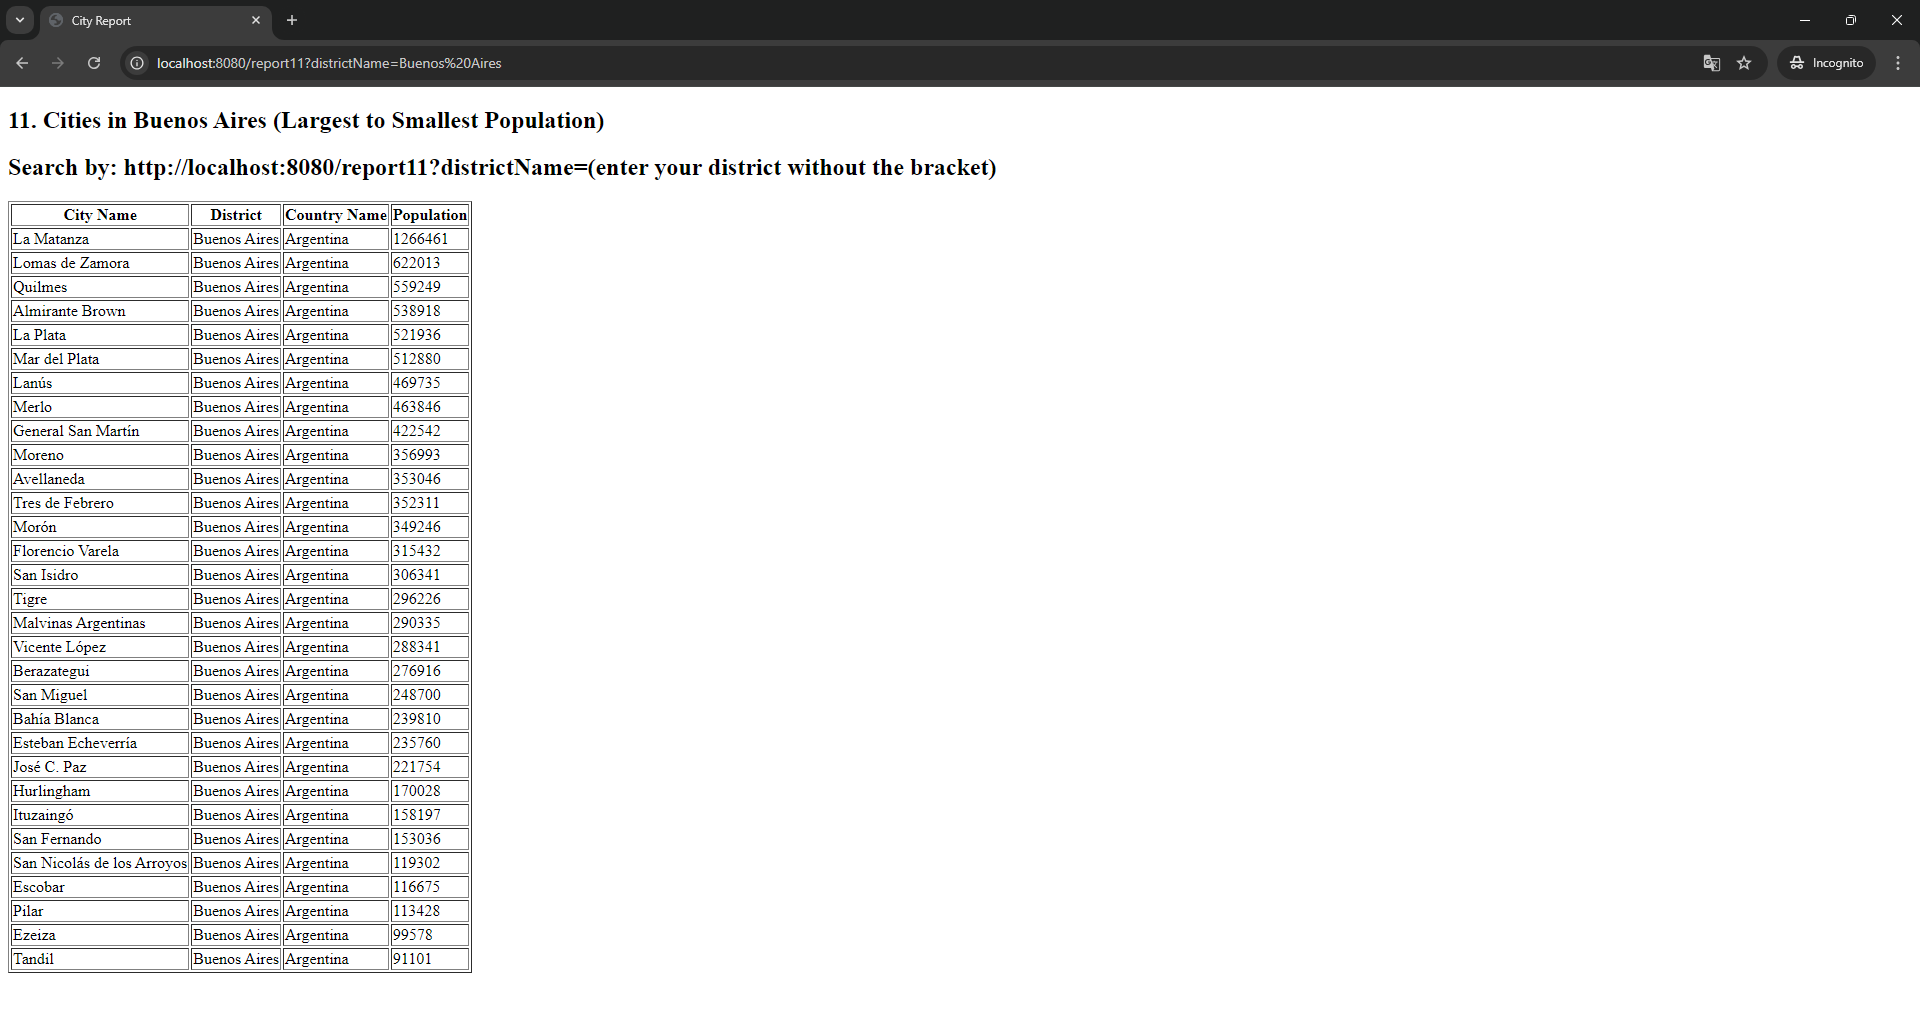 City Report
localhost:8080/report11?districtName=Buenos%20Aires
Incognito
11. Cities in Buenos Aires (Largest to Smallest Population)
Search by: http://localhost:8080/report11?districtName=(enter your district without the bracket)
City Name District Country Name Population
La Matanza Buenos Aires Argentina 1266461
Lomas de Zamora Buenos Aires Argentina 622013
Quilmes Buenos Aires Argentina 559249
Almirante Brown Buenos Aires Argentina 538918
La Plata Buenos Aires Argentina 521936
Mar del Plata Buenos Aires Argentina 512880
Lanús Buenos Aires Argentina 469735
Merlo Buenos Aires Argentina 463846
General San Martín Buenos Aires Argentina 422542
Moreno Buenos Aires Argentina 356993
Avellaneda Buenos Aires Argentina 353046
Tres de Febrero Buenos Aires Argentina 352311
Morón Buenos Aires Argentina 349246
Florencio Varela Buenos Aires Argentina 315432
San Isidro Buenos Aires Argentina 306341
Tigre Buenos Aires Argentina 296226
Malvinas Argentinas Buenos Aires Argentina 290335
Vicente López Buenos Aires Argentina 288341
Berazategui Buenos Aires Argentina 276916
San Miguel Buenos Aires Argentina 248700
Bahía Blanca Buenos Aires Argentina 239810
Esteban Echeverría Buenos Aires Argentina 235760
José C. Paz Buenos Aires Argentina 221754
Hurlingham Buenos Aires Argentina 170028
Ituzaingó Buenos Aires Argentina 158197
San Fernando Buenos Aires Argentina 153036
San Nicolás de los Arroyos Buenos Aires Argentina 119302
Escobar Buenos Aires Argentina 116675
Pilar Buenos Aires Argentina 113428
Ezeiza Buenos Aires Argentina 99578
Tandil Buenos Aires Argentina 91101